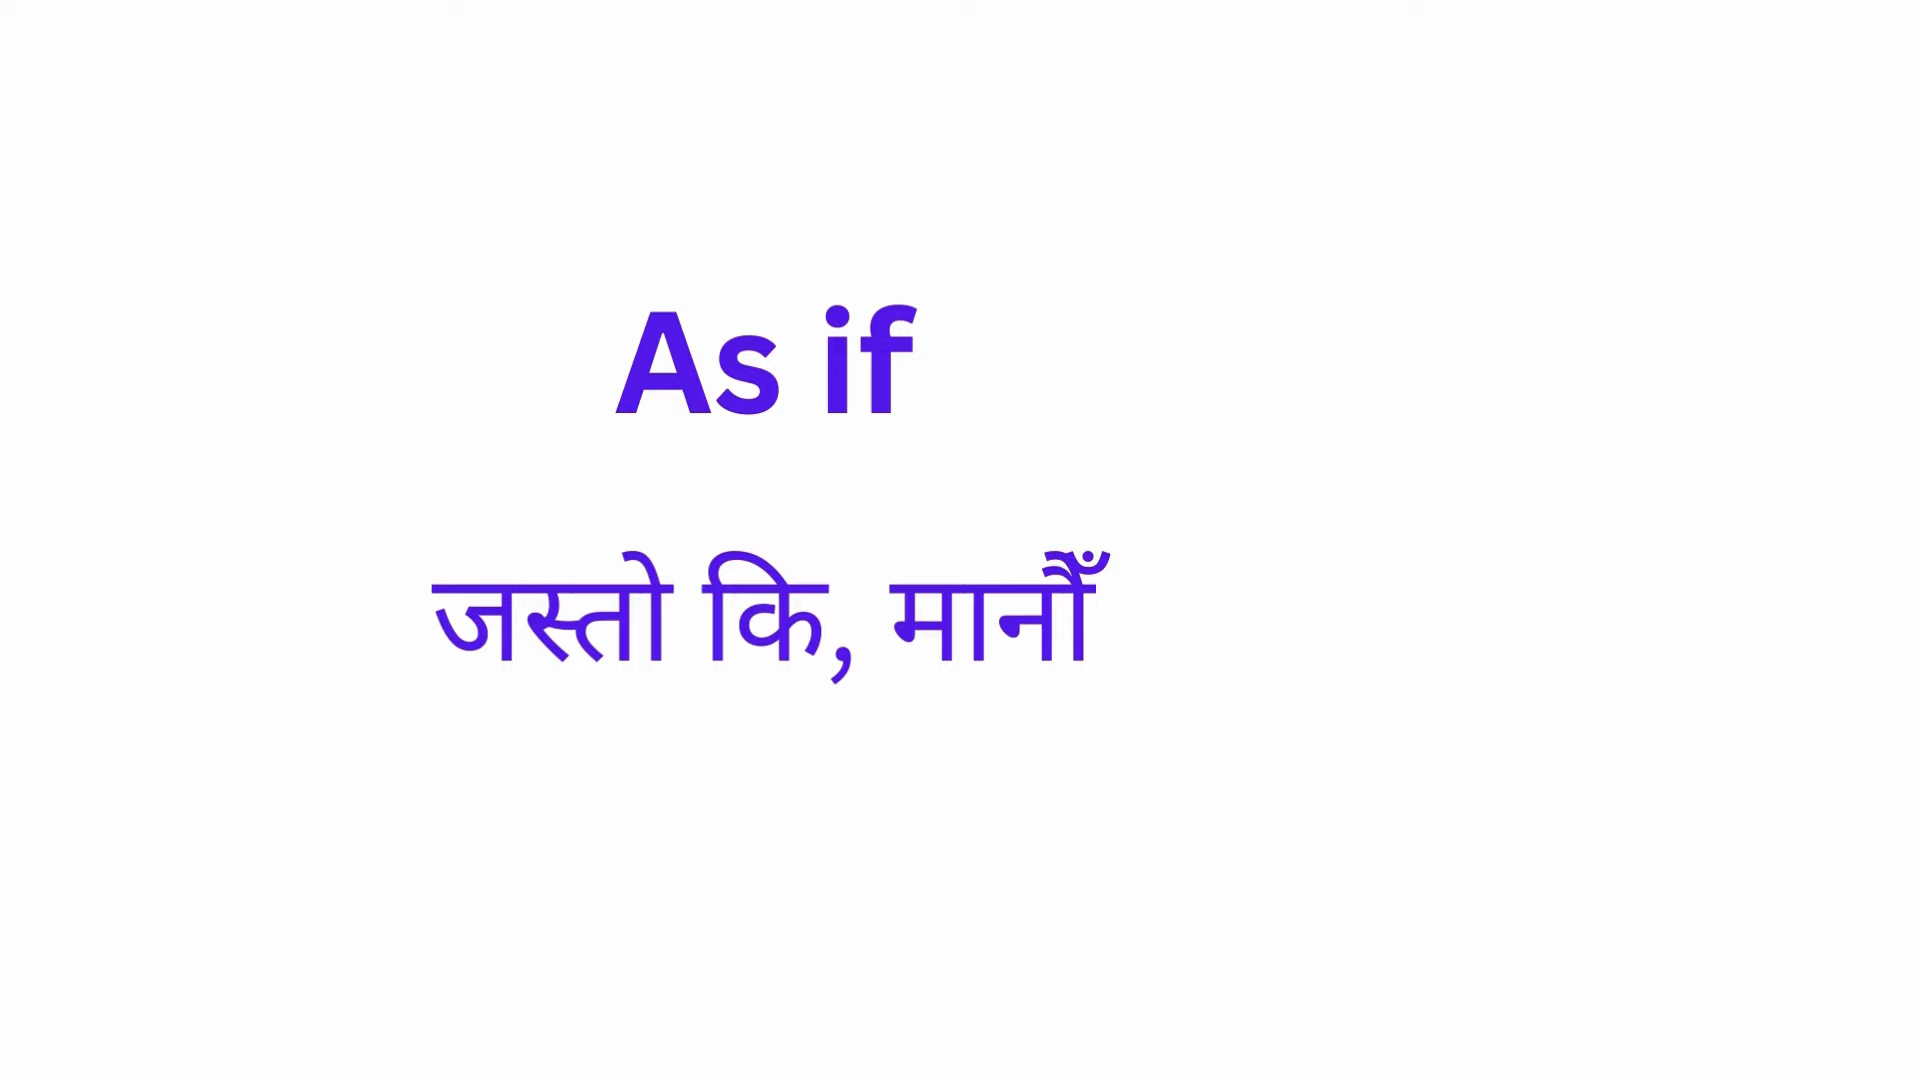 As if
जस्तो कि, मानौँ